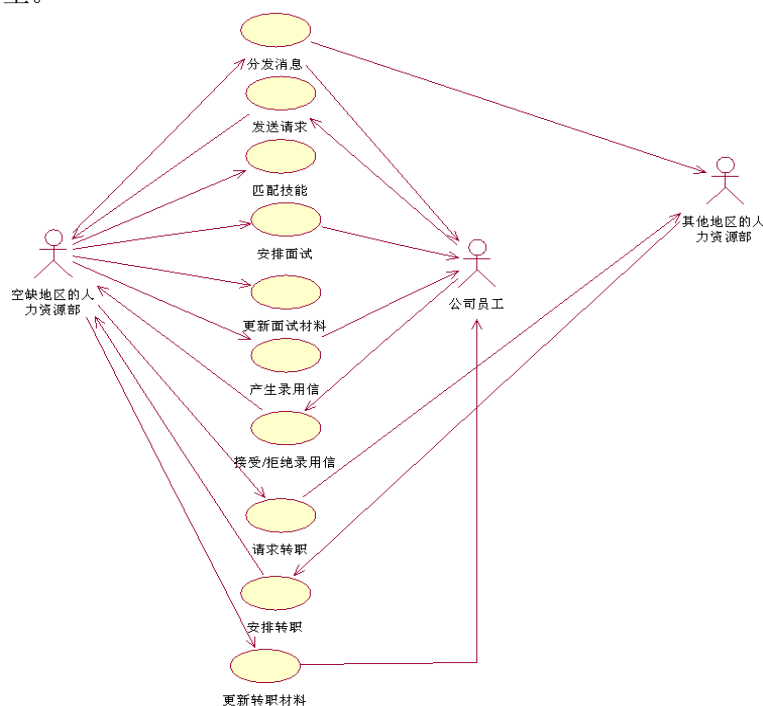 分发消息
发送请求
匹配技能
其他地区的人
力资源部
安排面试
空缺地区的人
力资源部
公司员工
更新面试材料
产生录用信
接受/拒绝录用信
请求转职
安排转职
更新转职材料